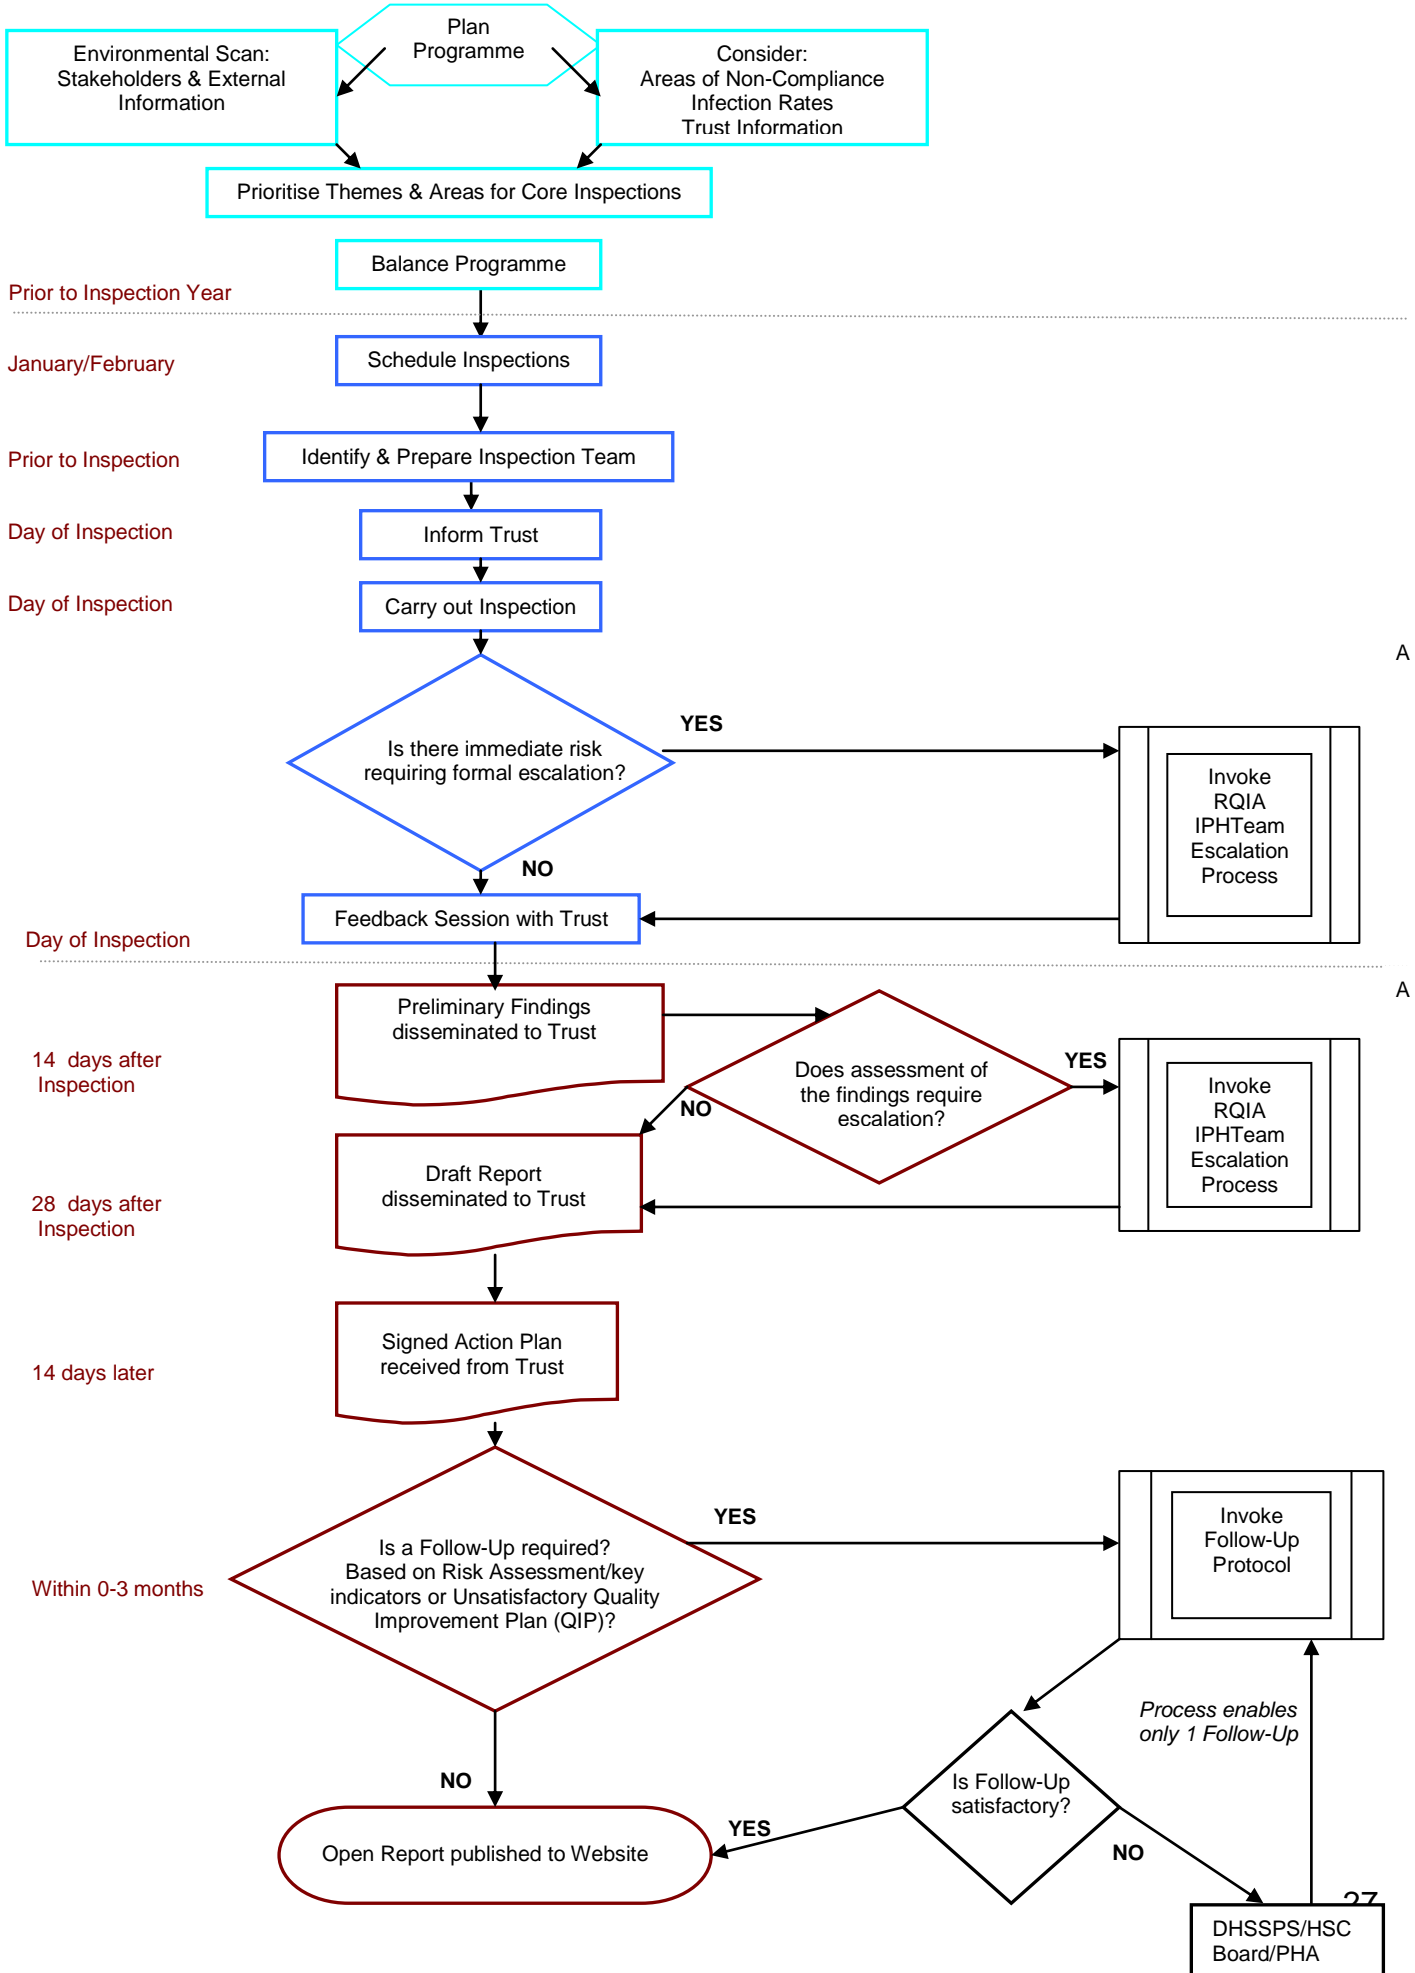 Plan
Programme
Environmental Scan:
Stakeholders & External
Information
Consider:
Areas of Non-Compliance
Infection Rates
Trust Information
Prioritise Themes & Areas for Core Inspections
Balance Programme
Prior to Inspection Year
January/February
Schedule Inspections
Prior to Inspection
Identify & Prepare Inspection Team
Day of Inspection
Inform Trust
Day of Inspection
Carry out Inspection
A
Is there immediate risk
requiring formal escalation?
YES
Invoke
RQIA
IPHTeam
Escalation
Process
NO
Feedback Session with Trust
Day of Inspection
A
Preliminary Findings
disseminated to Trust
14 days after
Inspection
Does assessment of
the findings require
escalation?
YES
Invoke
RQIA
IPHTeam
Escalation
Process
NO
Draft Report
disseminated to Trust
28 days after
Inspection
Signed Action Plan
received from Trust
14 days later
Is a Follow-Up required?
Based on Risk Assessment/key
indicators or Unsatisfactory Quality
Improvement Plan (QIP)?
Within 0-3 months
YES
Invoke
Follow-Up
Protocol
Process enables
only 1 Follow-Up
NO
Is Follow-Up
satisfactory?
YES
NO
Open Report published to Website
27
DHSSPS/HSC
Board/PHA